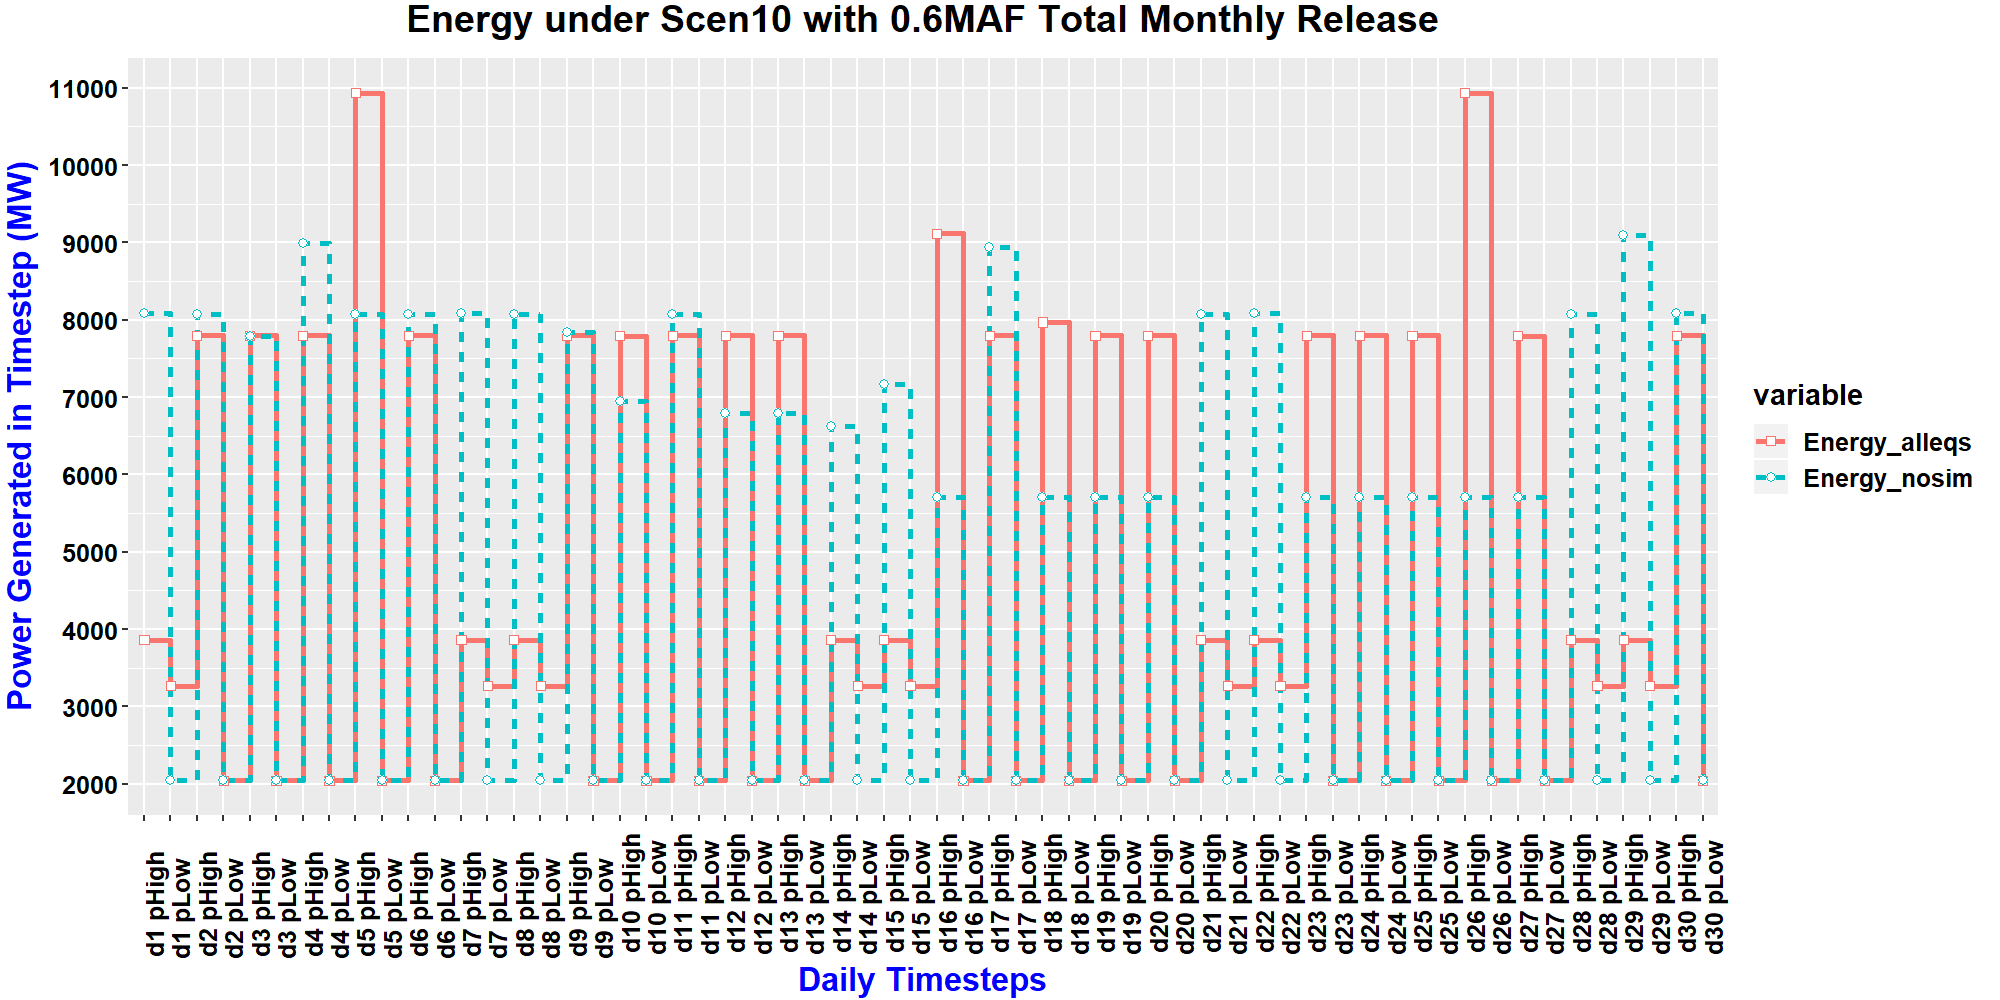 Energy under Scen10 with 0.6MAF Total Monthly Release
Power Generated in Timestep (MW)
11000
10000
9000
8000
7000
6000
5000
4000
3000
2000
d1 pHigh
d1 pLow
d2 pHigh
d2 pLow
d3 pHigh
d3 pLow
d4 pHigh
d4 pLow
d5 pHigh
d5 pLow
d6 pHigh
d6 pLow
d7 pHigh
d7 pLow
d8 pHigh
d8 pLow
d9 pHigh
d9 pLow
d10 pHigh
d10 pLow
d11 pHigh
d11 pLow
d12 pHigh
d12 pLow
d13 pHigh
d13 pLow
d14 pHigh
d14 pLow
d15 pHigh
d15 pLow
d16 pHigh
d16 pLow
d17 pHigh
d17 pLow
d18 pHigh
d18 pLow
d19 pHigh
d19 pLow
d20 pHigh
d20 pLow
d21 pHigh
d21 pLow
d22 pHigh
d22 pLow
d23 pHigh
d23 pLow
d24 pHigh
d24 pLow
d25 pHigh
d25 pLow
d26 pHigh
d26 pLow
d27 pHigh
d27 pLow
d28 pHigh
d28 pLow
d29 pHigh
d29 pLow
d30 pHigh
d30 pLow
Daily Timesteps
variable
Energy_alleqs
Energy_nosim